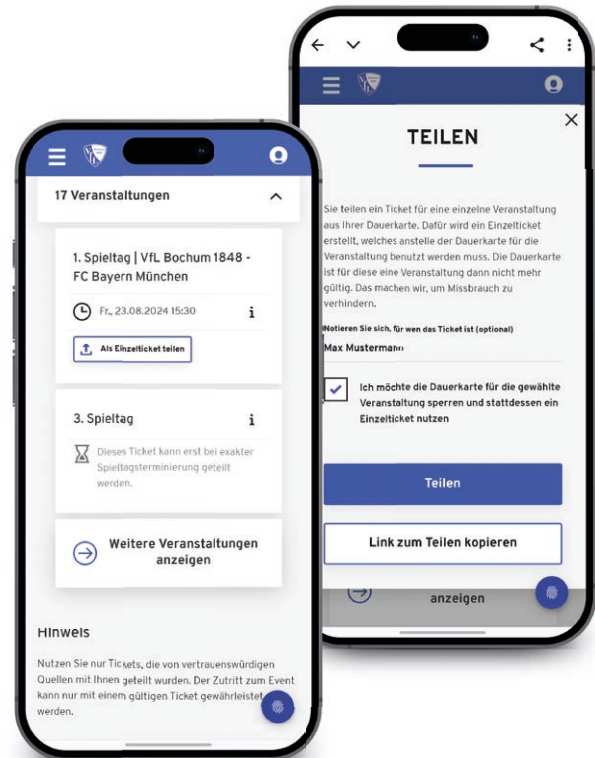 17 Veranstaltungen
1. Spieltag | VfL Bochum 1848 -
FC Bayern München
Fr., 23.08.2024 15:30
i
Als Einzelticket teilen
3. Spieltag
i
Dieses Ticket kann erst bei exakter
Spieltagsterminierung geteilt
werden.
Weitere Veranstaltungen
anzeigen
Hinweis
Nutzen Sie nur Tickets, die von vertrauenswürdigen
Quellen mit Ihnen geteilt wurden. Der Zutritt zum Event
kann nur mit einem gültigen Ticket gewährleistet
werden.
TEILEN
Sie teilen ein Ticket für eine einzelne Veranstaltung
aus Ihrer Dauerkarte. Dafür wird ein Einzelticket
erstellt, welches anstelle der Dauerkarte für die
Veranstaltung benutzt werden muss. Die Dauerkarte
ist für diese eine Veranstaltung dann nicht mehr
gültig. Das machen wir, um Missbrauch zu
verhindern.
Notieren Sie sich, für wen das Ticket ist (optional)
Max Mustermann
Ich möchte die Dauerkarte für die gewählte
Veranstaltung sperren und stattdessen ein
Einzelticket nutzen
Teilen
Link zum Teilen kopieren
anzeigen